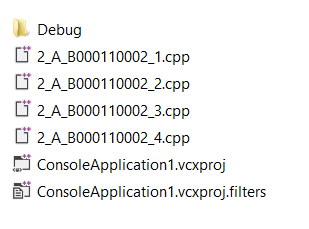 Debug
2_A_B000110002_1.cpp
2_A_B000110002_2.cpp
2_A_B000110002_3.cpp
2_A_B000110002_4.cpp
ConsoleApplication1.vcxproj
ConsoleApplication1.vcxproj.filters